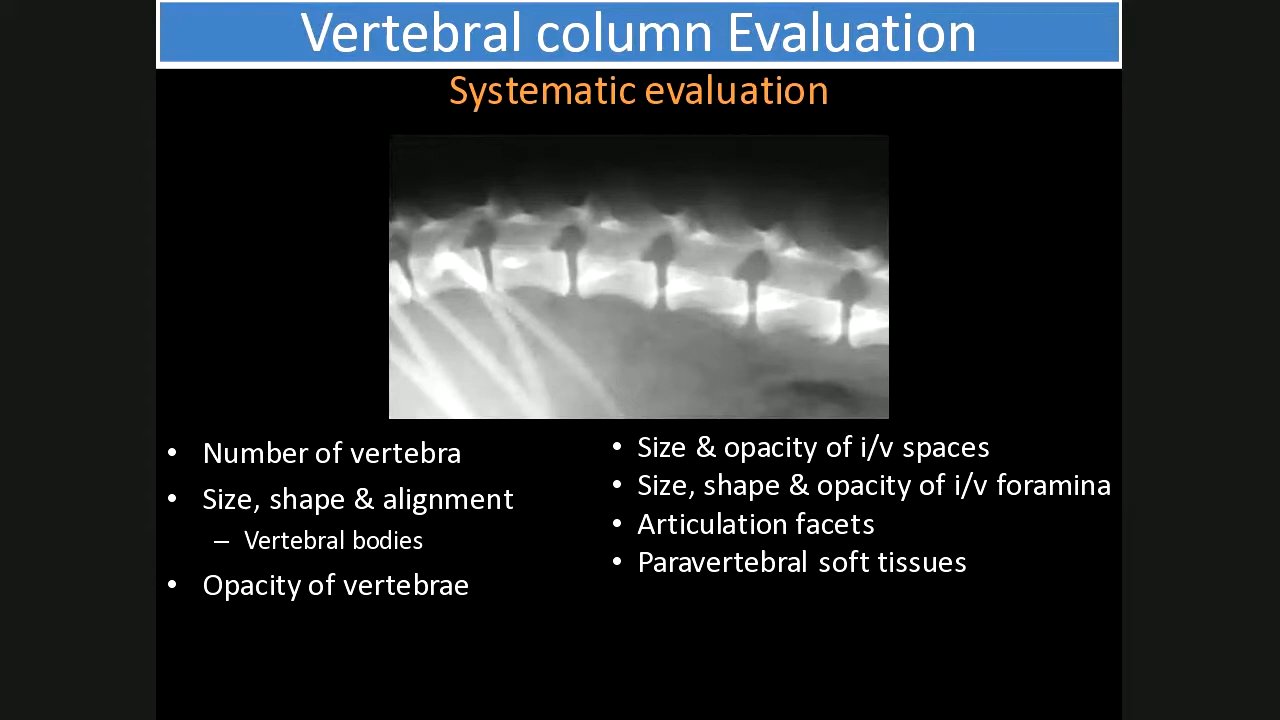 Vertebral column Evaluation
Systematic evaluation
• Number of vertebra
• Size, shape & alignment
– Vertebral bodies
• Opacity of vertebrae
• Size & opacity of i/v spaces
• Size, shape & opacity of i/v foramina
• Articulation facets
• Paravertebral soft tissues